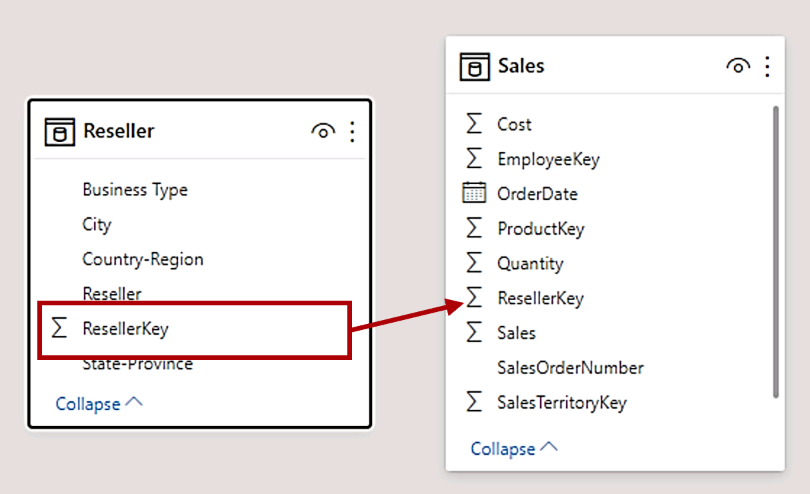 Reseller
Business Type
City
Country-Region
Reseller
ResellerKey
State-Province
Collapse
Sales
Cost
EmployeeKey
OrderDate
ProductKey
Quantity
ResellerKey
Sales
SalesOrderNumber
SalesTerritoryKey
Collapse